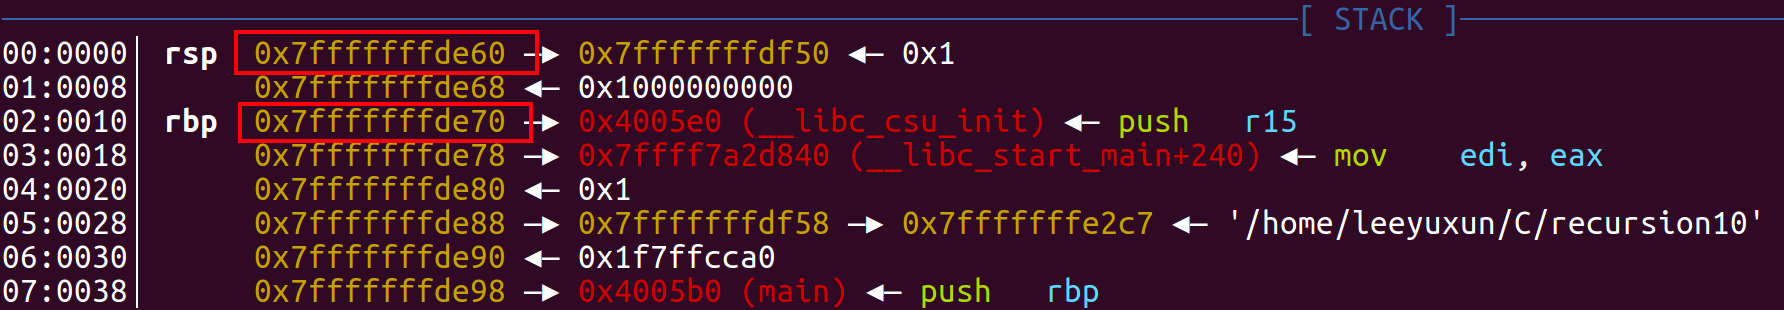 [ STACK ]
00:0000│ rsp 0x7fffffffde60 —▸ 0x7fffffffdf50 ◂— 0x1
01:0008│ 0x7fffffffde68 ◂— 0x1000000000
02:0010│ rbp 0x7fffffffde70 —▸ 0x4005e0 (__libc_csu_init) ◂— push r15
03:0018│ 0x7fffffffde78 —▸ 0x7ffff7a2d840 (__libc_start_main+240) ◂— mov edi, eax
04:0020│ 0x7fffffffde80 ◂— 0x1
05:0028│ 0x7fffffffde88 —▸ 0x7fffffffdf58 —▸ 0x7fffffffe2c7 ◂— '/home/leeyuxun/C/recursion10'
06:0030│ 0x7fffffffde90 ◂— 0x1f7ffcca0
07:0038│ 0x7fffffffde98 —▸ 0x4005b0 (main) ◂— push rbp